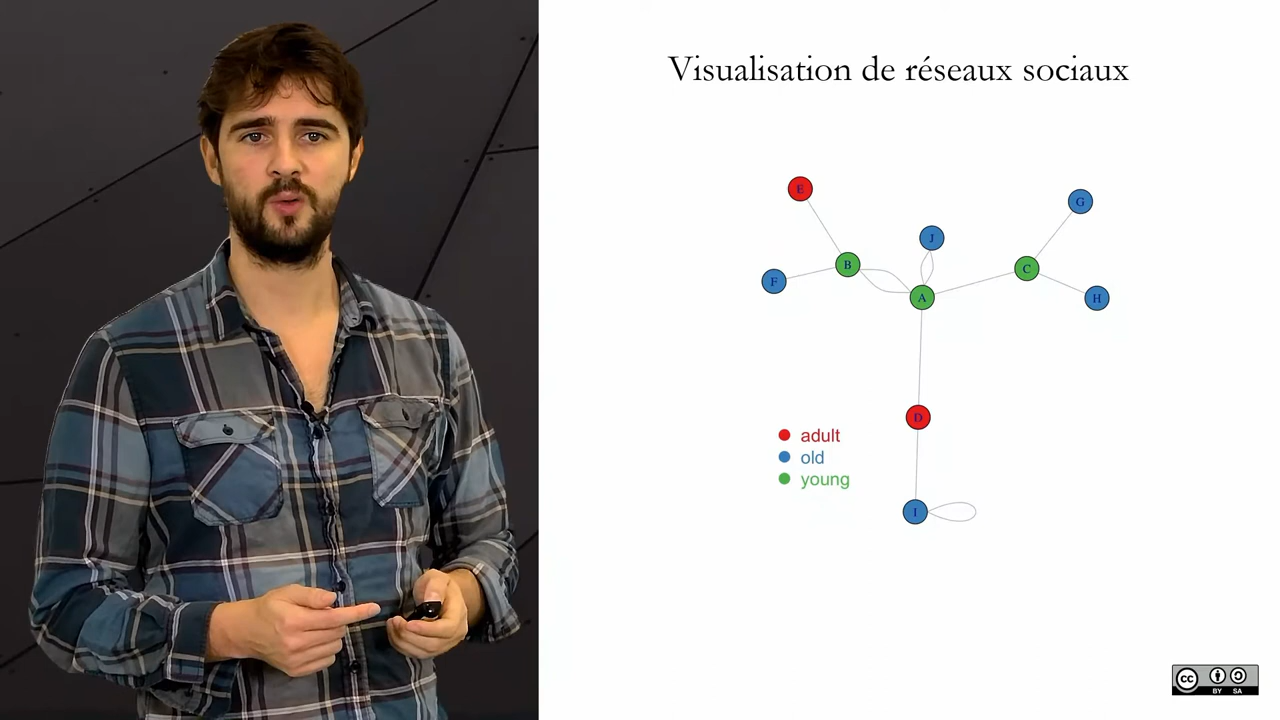 Visualisation de réseaux sociaux
E
G
J
B
C
F
A
H
D
adult
old
young
I
cc
BY SA